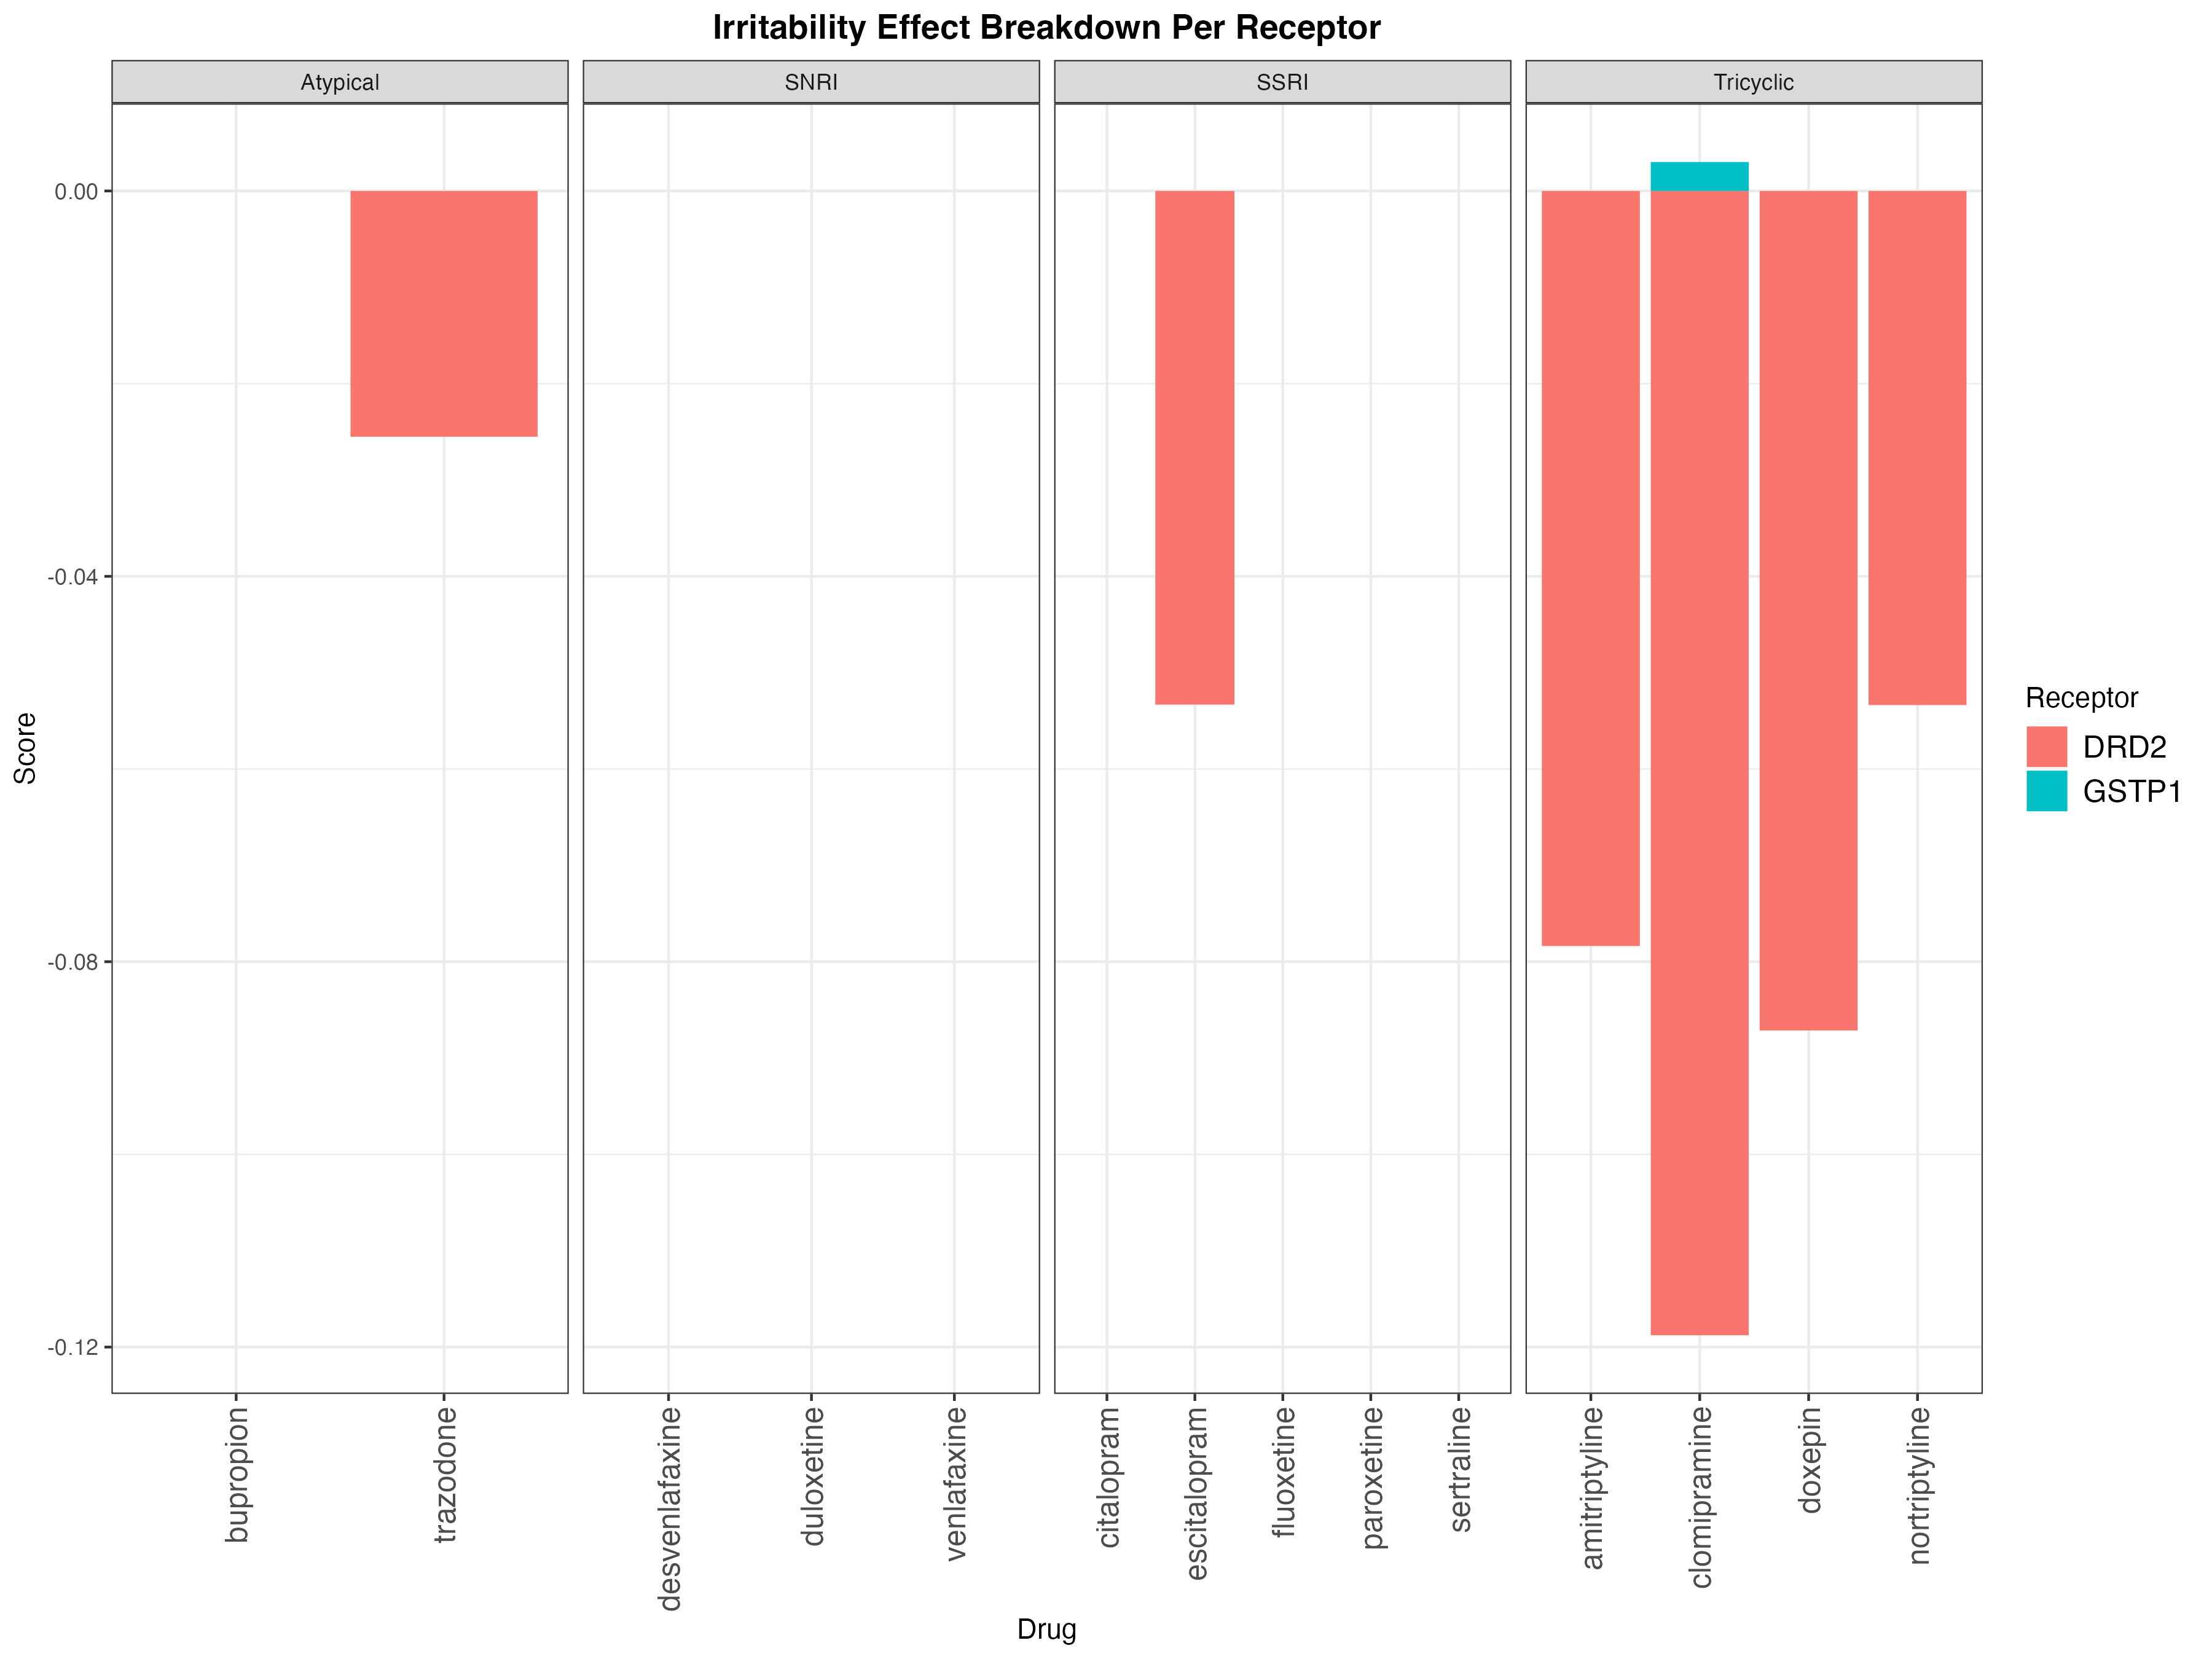 Irritability Effect Breakdown Per Receptor
Atypical
SNRI
SSRI
Tricyclic
0.00
-0.04
-0.08
-0.12
Score
bupropion
trazodone
desvenlafaxine
duloxetine
venlafaxine
citalopram
escitalopram
fluoxetine
paroxetine
sertraline
amitriptyline
clomipramine
doxepin
nortriptyline
Drug
Receptor
DRD2
GSTP1